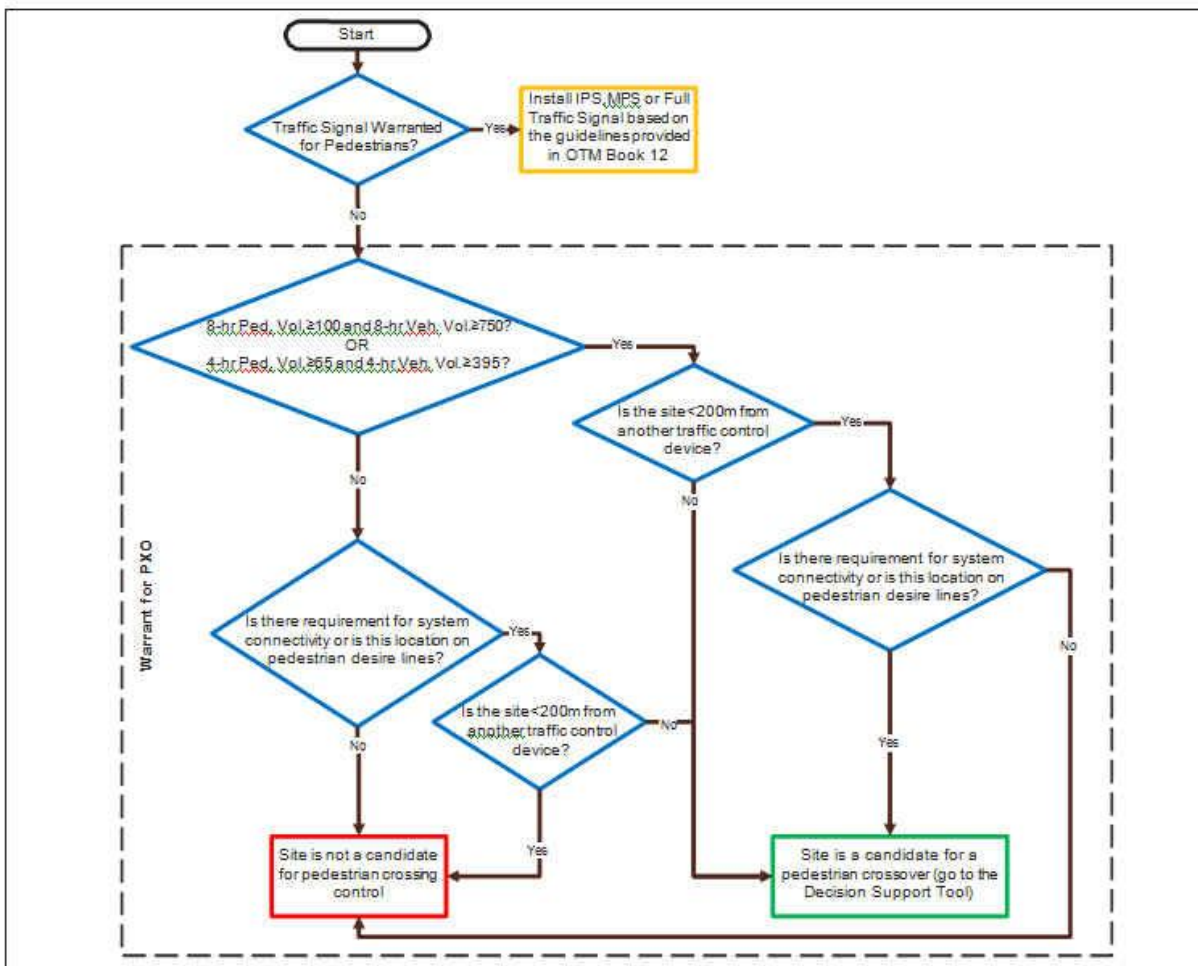 Start
Traffic Signal Warranted
for Pedestrians?
Yes
Install IPS,MPS or Full
Traffic Signal based on
the guidelines provided
in OTM Book 12
No
8-hr Ped. Vol.≥100 and 8-hr Veh. Vol.≥750?
OR
4-hr Ped. Vol.≥65 and 4-hr Veh. Vol.≥395?
Yes
Is the site<200m from
another traffic control
device?
Yes
No
No
Is there requirement for system
connectivity or is this location on
pedestrian desire lines?
No
Warrant for PXO
Is there requirement for system
connectivity or is this location on
pedestrian desire lines?
Yes
Is the site<200m from
another traffic control
device?
No
No
Yes
Yes
Site is not a candidate
for pedestrian crossing
control
Site is a candidate for a
pedestrian crossover (go to the
Decision Support Tool)